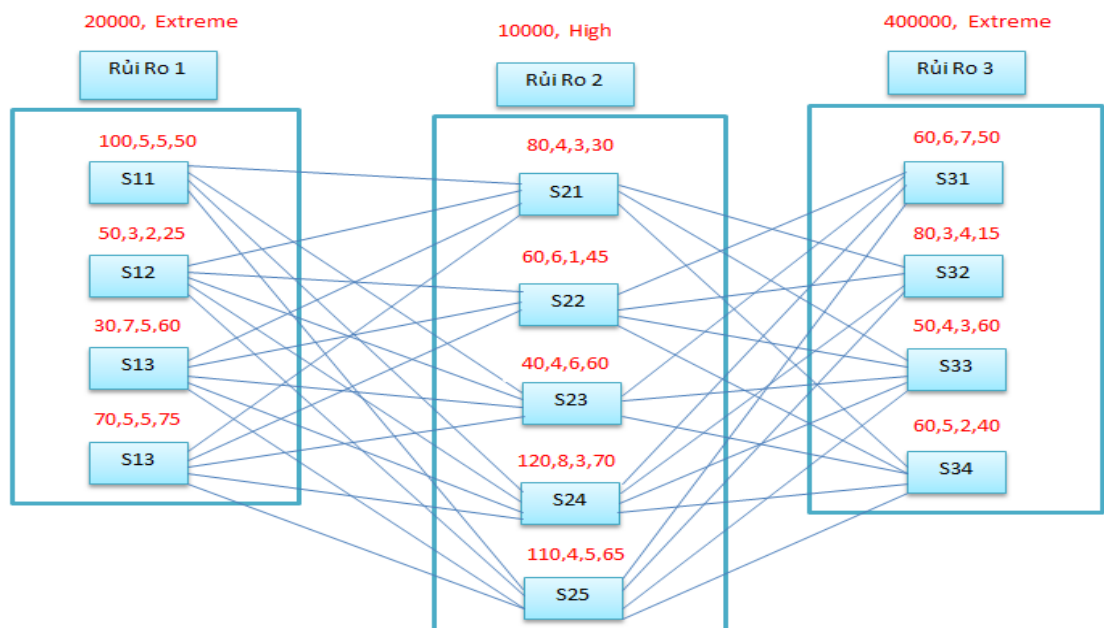 20000, Extreme
Rủi Ro 1
100,5,5,50
S11
50,3,2,25
S12
30,7,5,60
S13
70,5,5,75
S13
10000, High
Rủi Ro 2
80,4,3,30
S21
60,6,1,45
S22
40,4,6,60
S23
120,8,3,70
S24
110,4,5,65
S25
400000, Extreme
Rủi Ro 3
60,6,7,50
S31
80,3,4,15
S32
50,4,3,60
S33
60,5,2,40
S34